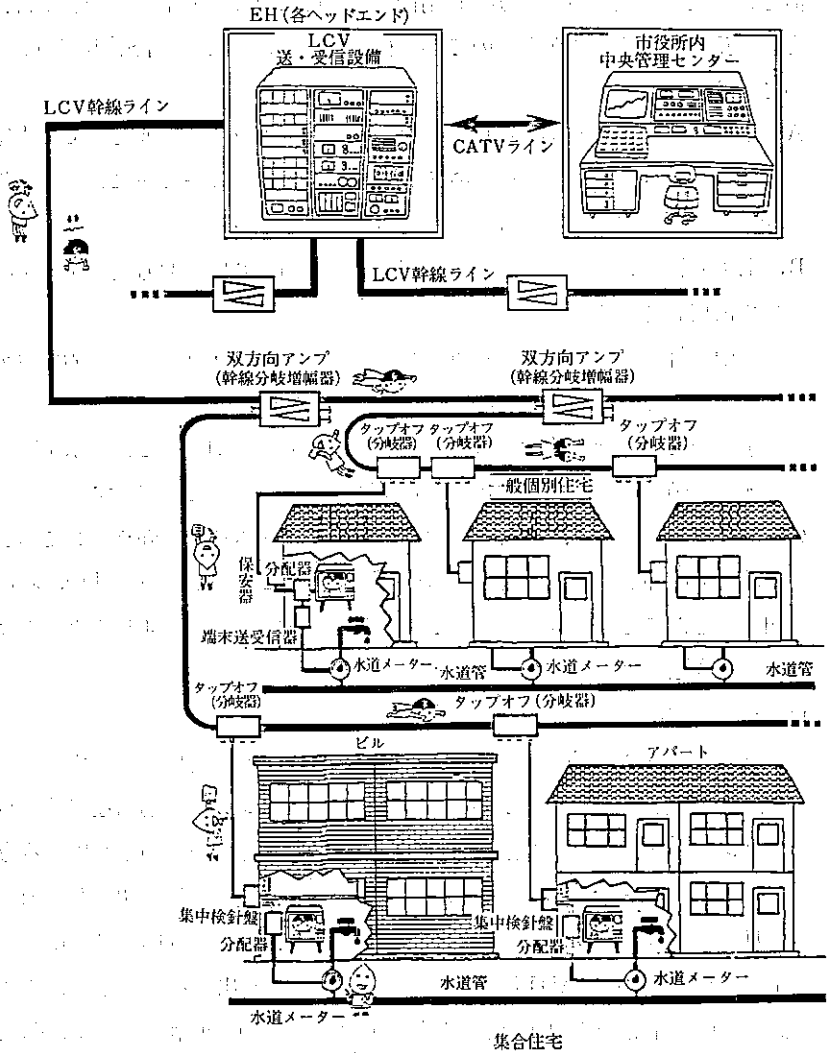 EH(各ヘッドエンド)
LCV
送・受信設備
市役所内
中央管理センター
LCV幹線ライン
CATVライン
LCV幹線ライン
双方向アンプ
(幹線分岐増幅器)
双方向アンプ
(幹線分岐増幅器)
タップオフ
(分岐器)
タップオフ
(分岐器)
タップオフ
(分岐器)
一般個別住宅
保安器
分配器
端末送受信器
水道メーター
水道管
水道メーター
水道管
タップオフ
(分岐器)
タップオフ(分岐器)
ビル
アパート
集中検針盤
分配器
集中検針盤
分配器
水道管
水道メーター
水道メーター
集合住宅